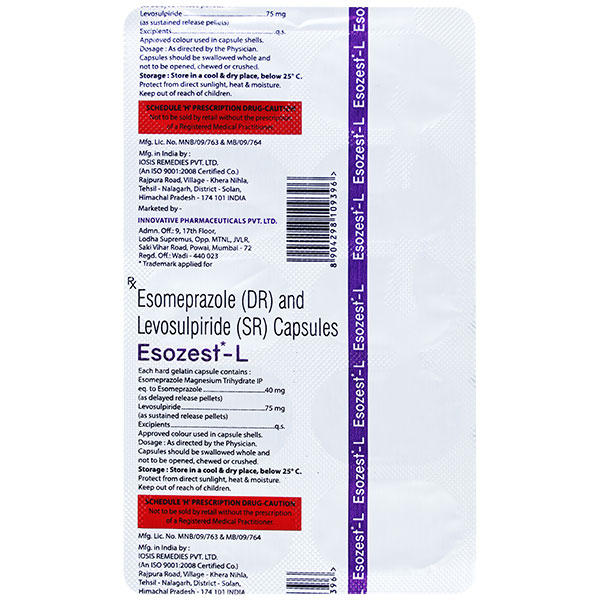 Levosulpiride 75 mg
(as sustained release pellets)
Excipients q.s.
Approved colour used in capsule shells.
Dosage : As directed by the Physician.
Capsules should be swallowed whole and
not to be opened, chewed or crushed.
Storage : Store in a cool & dry place, below 25° C.
Protect from direct sunlight, heat & moisture.
Keep out of reach of children.
SCHEDULE 'H' PRESCRIPTION DRUG-CAUTION
Not to be sold by retail without the prescription
of a Registered Medical Practitioner.
Mfg. Lic. No. MNB/09/763 & MB/09/764
Mfg. in India by :
IOSIS REMEDIES PVT. LTD.
(An ISO 9001:2008 Certified Co.)
Rajpura Road, Village - Khera Nihla,
Tehsil - Nalagarh, District - Solan,
Himachal Pradesh - 174 101 INDIA
Marketed by -
INNOVATIVE PHARMACEUTICALS PVT. LTD.
Admn. Off.: 9, 17th Floor,
Lodha Supremus, Opp. MTNL, JVLR,
Saki Vihar Road, Powai, Mumbai - 72
Regd. Off.: Wadi - 440 023
* Trademark applied for
8 904298 109396
Rx
Esomeprazole (DR) and
Levosulpiride (SR) Capsules
Esozest*-L
Each hard gelatin capsule contains :
Esomeprazole Magnesium Trihydrate IP
eq. to Esomeprazole 40 mg
(as delayed release pellets)
Levosulpiride 75 mg
(as sustained release pellets)
Excipients q.s.
Approved colour used in capsule shells.
Dosage : As directed by the Physician.
Capsules should be swallowed whole and
not to be opened, chewed or crushed.
Storage : Store in a cool & dry place, below 25° C.
Protect from direct sunlight, heat & moisture.
Keep out of reach of children.
SCHEDULE 'H' PRESCRIPTION DRUG-CAUTION
Not to be sold by retail without the prescription
of a Registered Medical Practitioner.
Mfg. Lic. No. MNB/09/763 & MB/09/764
Mfg. in India by :
IOSIS REMEDIES PVT. LTD.
(An ISO 9001:2008 Certified Co.)
Rajpura Road, Village - Khera Nihla,
Tehsil - Nalagarh, District - Solan,
Himachal Pradesh - 174 101 INDIA
396
Esozest*-L Esozest*-L Esozest*-L Esozest*-L Esozest*-L Esozest*-L Esozest*-L